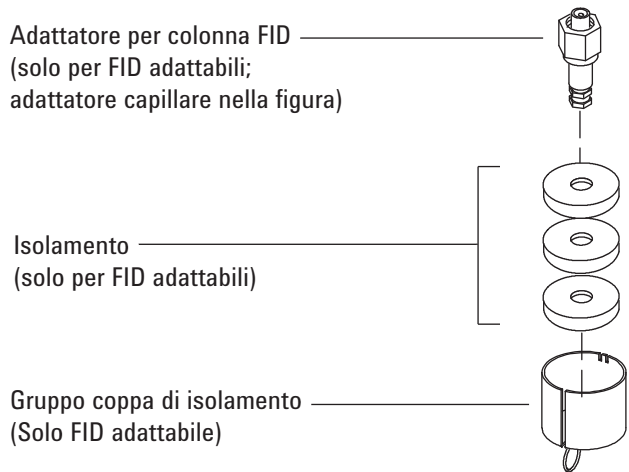 Adattatore per colonna FID
(solo per FID adattabili;
adattatore capillare nella figura)
Isolamento
(solo per FID adattabili)
Gruppo coppa di isolamento
(Solo FID adattabile)